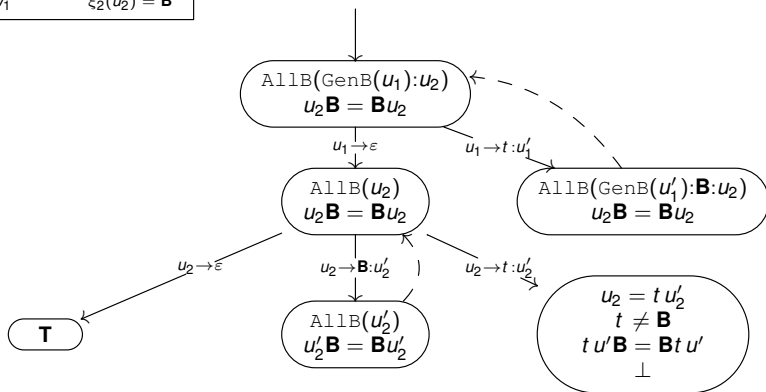 ξ₂(u₂) = B
AllB(GenB(u₁):u₂)
u₂B = Bu₂
u₁→ε
u₁→t:u′₁
AllB(u₂)
u₂B = Bu₂
AllB(GenB(u′₁):B:u₂)
u₂B = Bu₂
u₂→ε
u₂→B:u′₂
u₂→t:u′₂
T
AllB(u′₂)
u′₂B = Bu′₂
u₂ = t u′₂
t ≠ B
t u′B = Bt u′
⊥